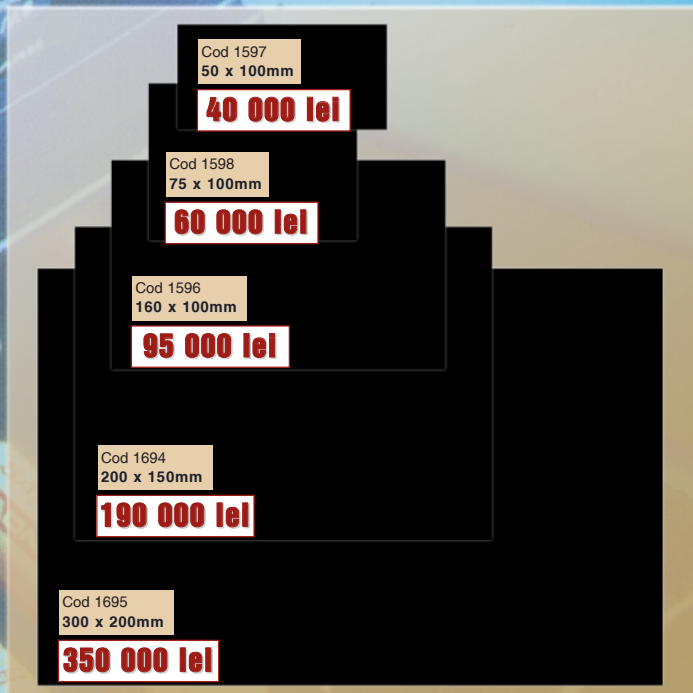 Cod 1597
50 x 100mm
40 000 lei
Cod 1598
75 x 100mm
60 000 lei
Cod 1596
160 x 100mm
95 000 lei
Cod 1694
200 x 150mm
190 000 lei
Cod 1695
300 x 200mm
350 000 lei